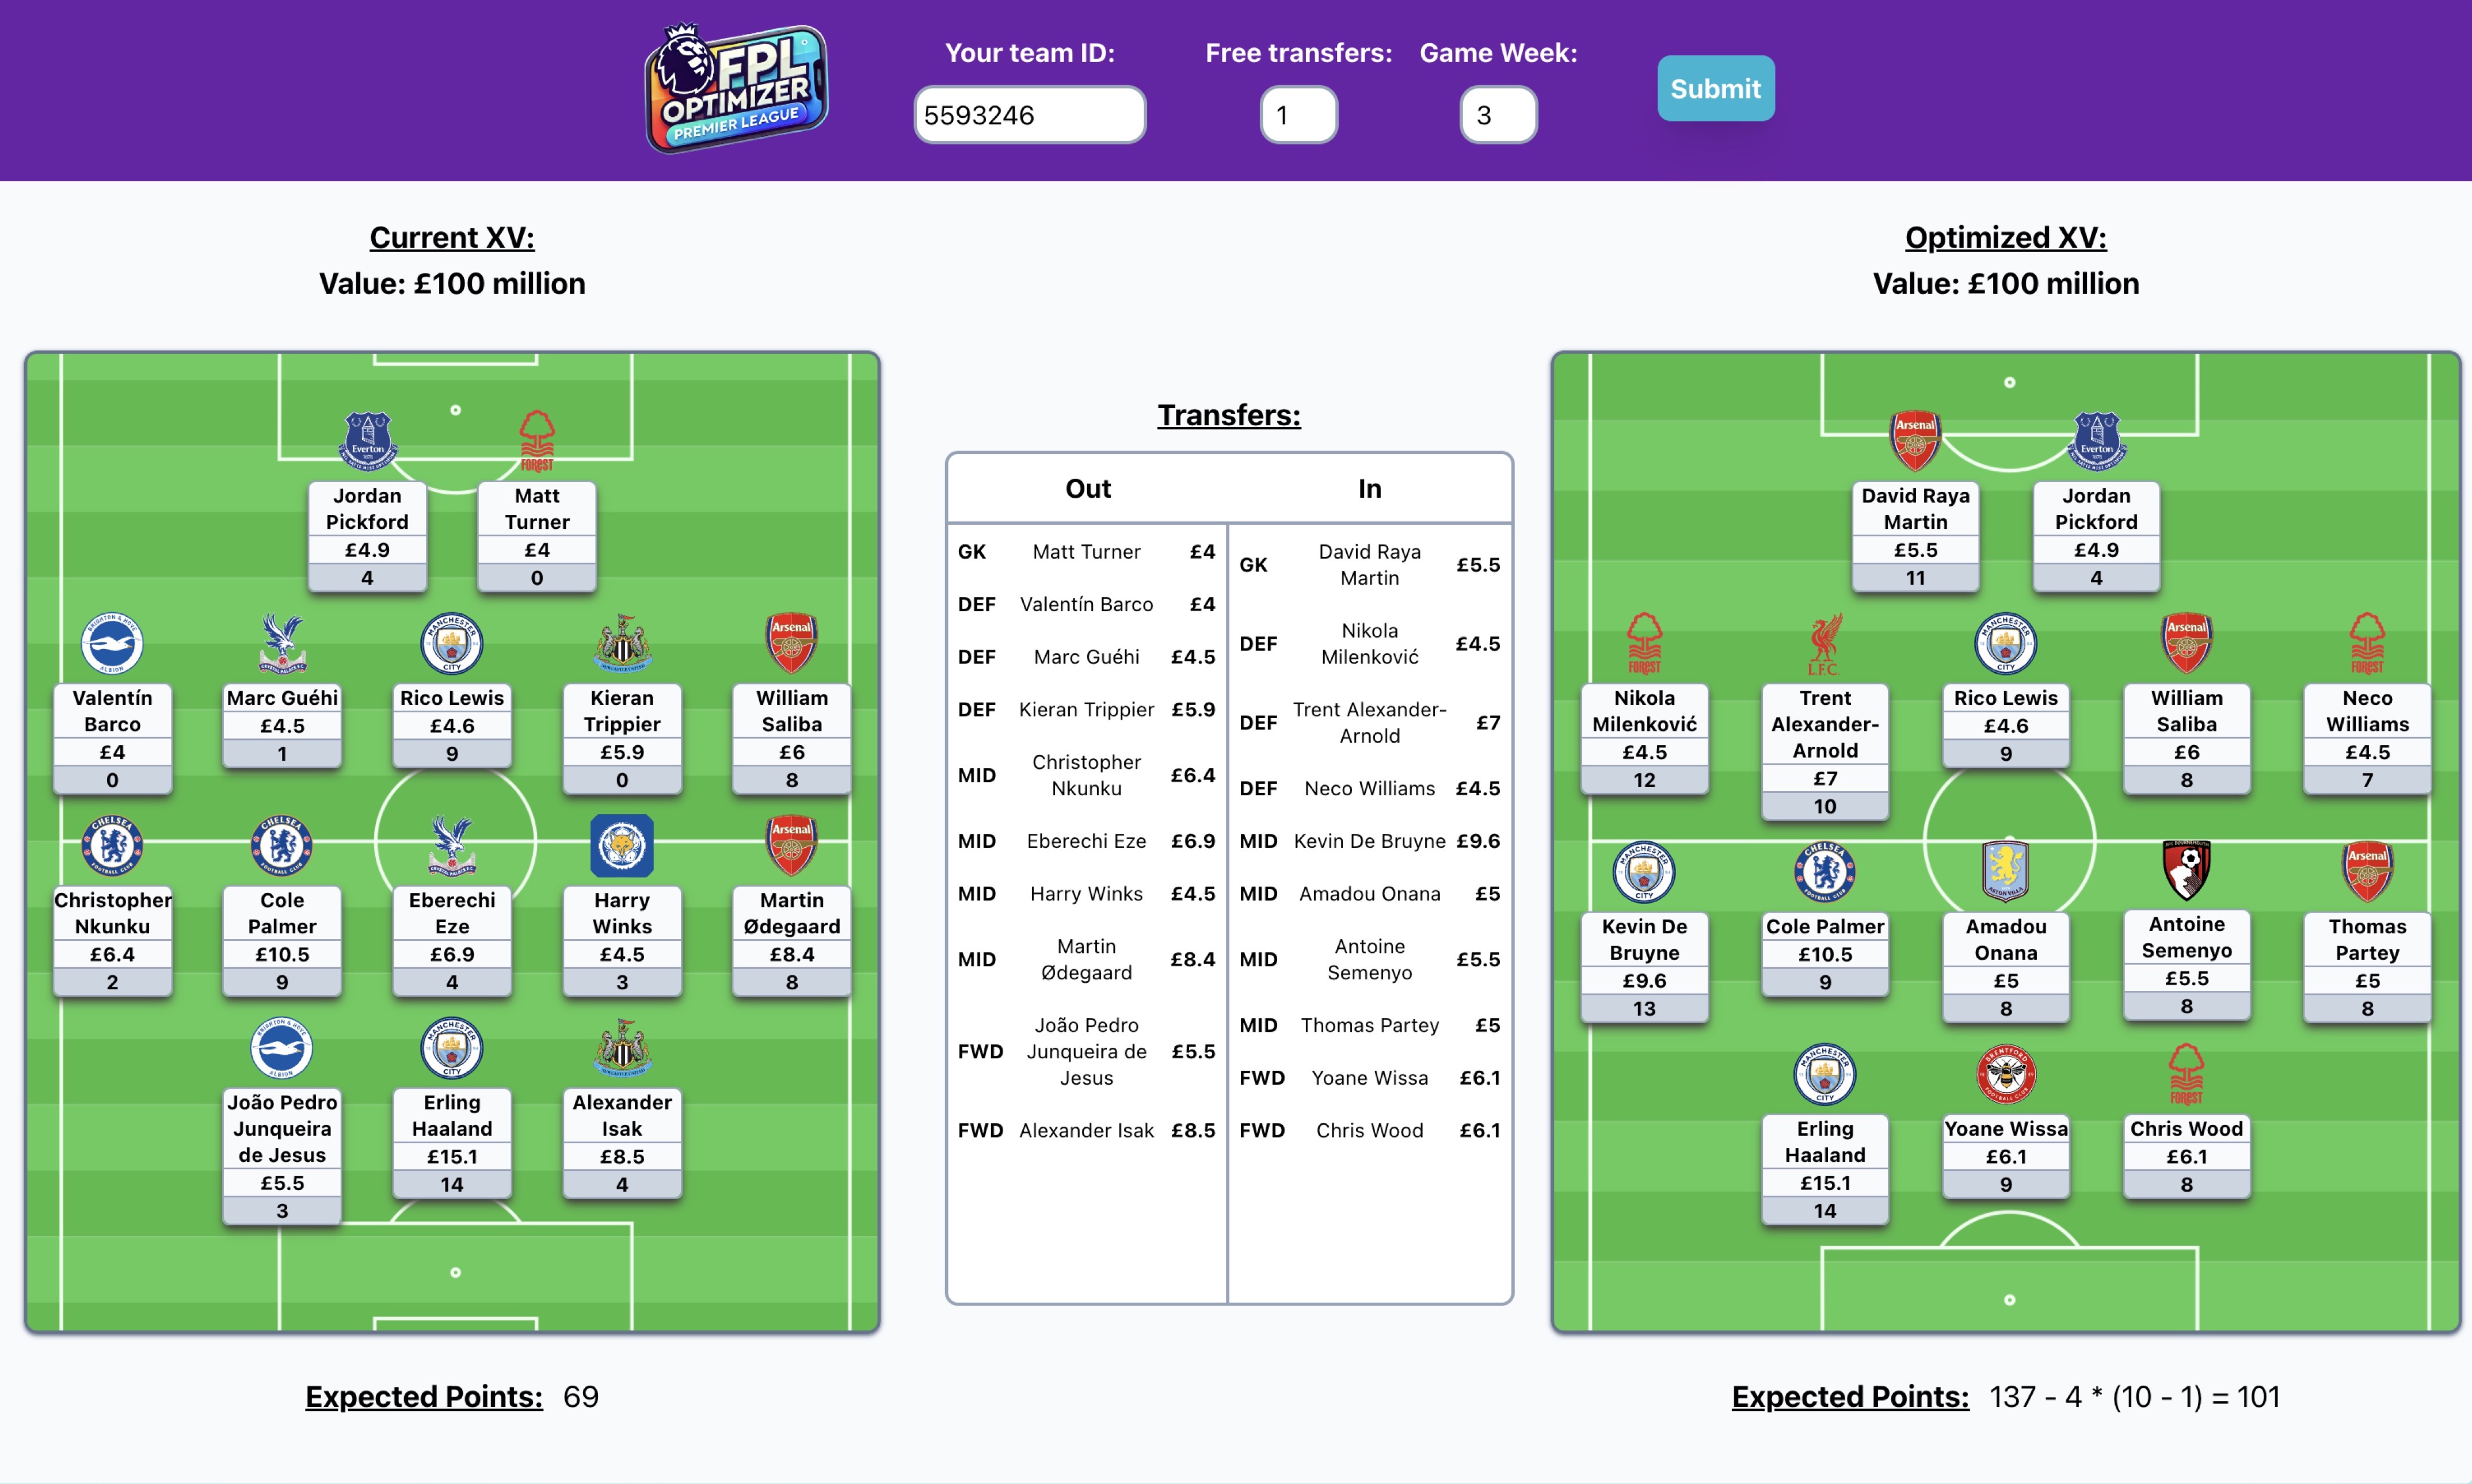 FPL
OPTIMIZER
PREMIER LEAGUE
Your team ID:
Free transfers:
Game Week:
5593246
1
3
Submit
Current XV:
Value: £100 million
Everton
FOREST
Jordan
Pickford
£4.9
4
Matt
Turner
£4
0
Arsenal
Valentín
Barco
£4
0
Marc Guéhi
£4.5
1
Rico Lewis
£4.6
9
Kieran
Trippier
£5.9
0
William
Saliba
£6
8
Christopher
Nkunku
£6.4
2
Cole
Palmer
£10.5
9
Eberechi
Eze
£6.9
4
Harry
Winks
£4.5
3
Arsenal
Martin
Ødegaard
£8.4
8
João Pedro
Junqueira
de Jesus
£5.5
3
Erling
Haaland
£15.1
14
Alexander
Isak
£8.5
4
Expected Points: 69
Transfers:
Out
GK Matt Turner £4
DEF Valentín Barco £4
DEF Marc Guéhi £4.5
DEF Kieran Trippier £5.9
MID Christopher
Nkunku £6.4
MID Eberechi Eze £6.9
MID Harry Winks £4.5
MID Martin
Ødegaard £8.4
FWD João Pedro
Junqueira de
Jesus £5.5
FWD Alexander Isak £8.5
In
GK David Raya
Martin £5.5
DEF Nikola
Milenković £4.5
DEF Trent Alexander-
Arnold £7
DEF Neco Williams £4.5
MID Kevin De Bruyne £9.6
MID Amadou Onana £5
MID Antoine
Semenyo £5.5
MID Thomas Partey £5
FWD Yoane Wissa £6.1
FWD Chris Wood £6.1
Optimized XV:
Value: £100 million
Arsenal
Everton
David Raya
Martin
£5.5
11
Jordan
Pickford
£4.9
4
FOREST
L.F.C.
MANCHESTER
CITY
Arsenal
FOREST
Nikola
Milenković
£4.5
12
Trent
Alexander-
Arnold
£7
10
Rico Lewis
£4.6
9
William
Saliba
£6
8
Neco
Williams
£4.5
7
Arsenal
Kevin De
Bruyne
£9.6
13
Cole Palmer
£10.5
9
Amadou
Onana
£5
8
Antoine
Semenyo
£5.5
8
Thomas
Partey
£5
8
FOREST
Erling
Haaland
£15.1
14
Yoane Wissa
£6.1
9
Chris Wood
£6.1
8
Expected Points: 137 - 4 * (10 - 1) = 101